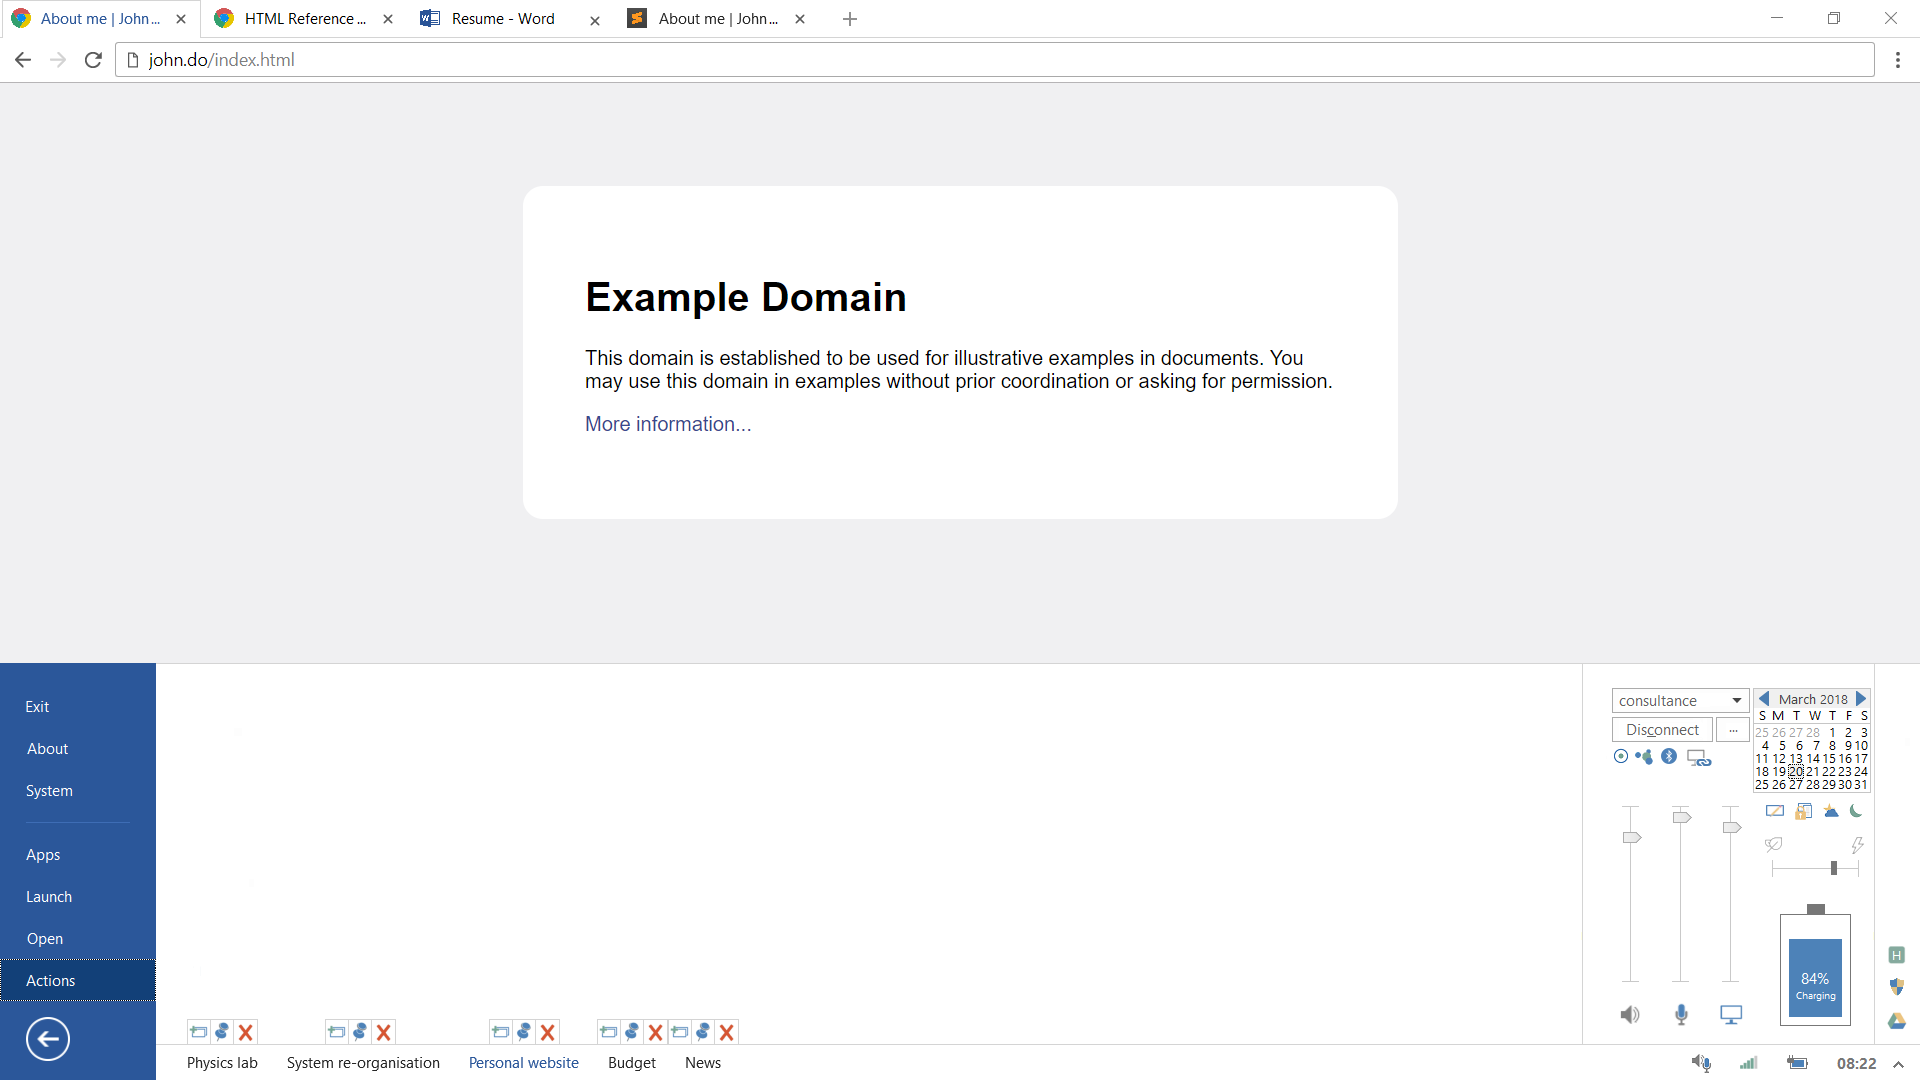 About me | John...
HTML Reference...
Resume - Word
About me | John...
john.do/index.html
Example Domain
This domain is established to be used for illustrative examples in documents. You
may use this domain in examples without prior coordination or asking for permission.
More information...
Exit
About
System
Apps
Launch
Open
Actions
consultance
Disconnect
...
March 2018
S M T W T F S
25 26 27 28 1 2 3
4 5 6 7 8 9 10
11 12 13 14 15 16 17
18 19 20 21 22 23 24
25 26 27 28 29 30 31
84%
Charging
H
Physics lab
System re-organisation
Personal website
Budget
News
08:22